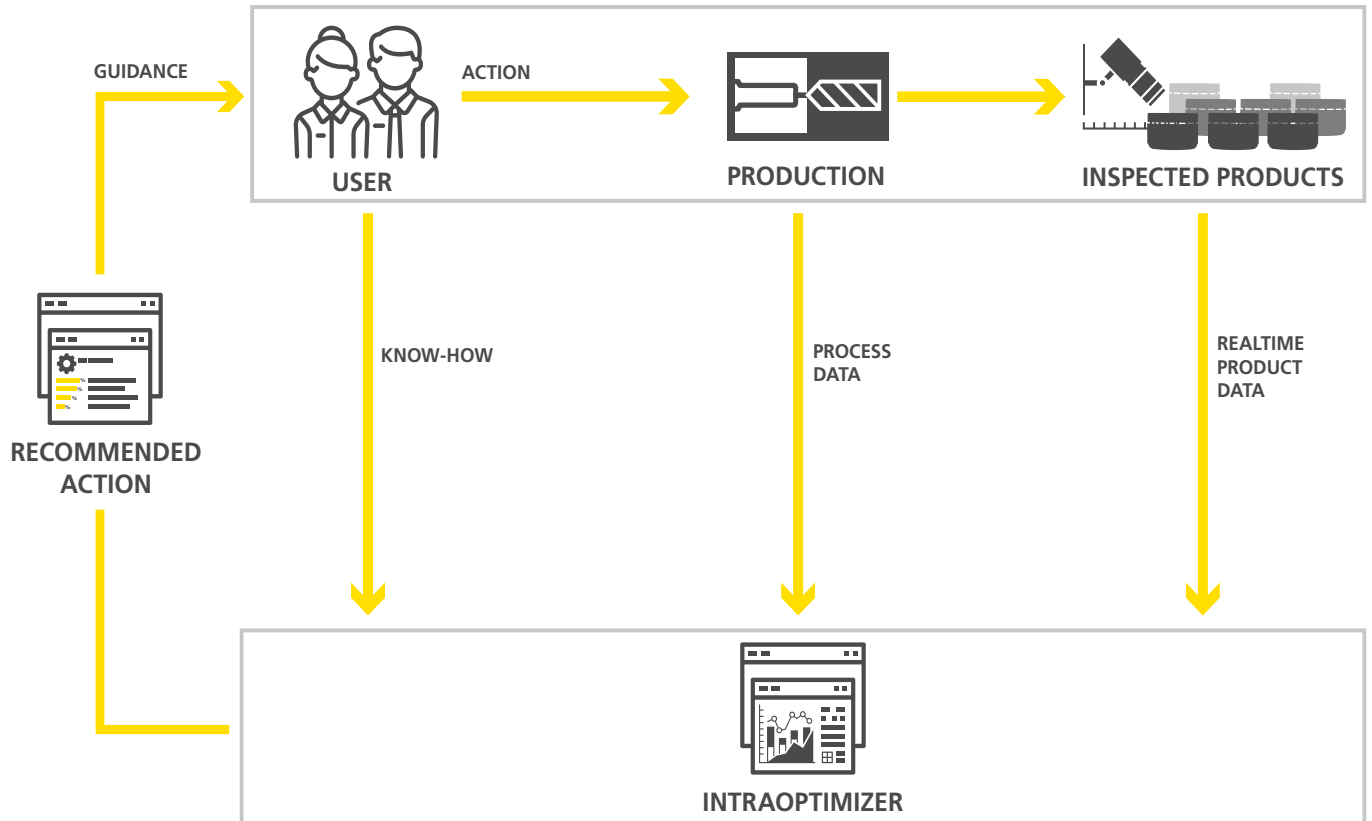 GUIDANCE
ACTION
USER
PRODUCTION
INSPECTED PRODUCTS
KNOW-HOW
PROCESS
DATA
REALTIME
PRODUCT
DATA
RECOMMENDED
ACTION
INTRAOPTIMIZER